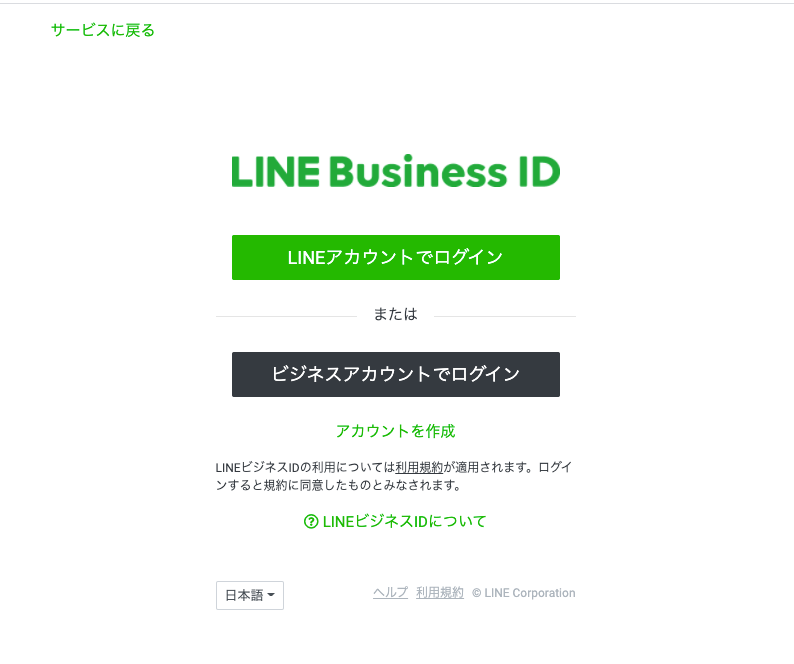 サービスに戻る
LINE Business ID
LINEアカウントでログイン
または
ビジネスアカウントでログイン
アカウントを作成
LINEビジネスIDの利用については利用規約が適用されます。ログイ
ンすると規約に同意したものとみなされます。
? LINEビジネスIDについて
日本語 ヘルプ 利用規約 © LINE Corporation